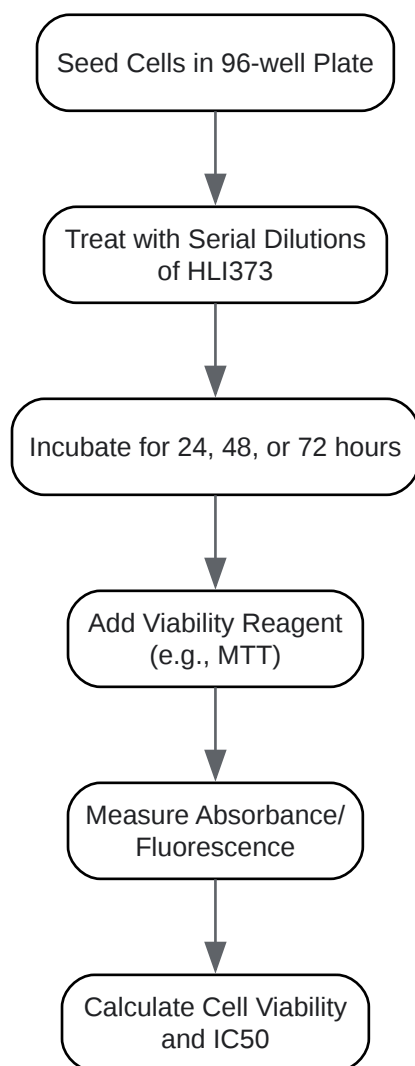 Seed Cells in 96-well Plate
Treat with Serial Dilutions
of HLI373
Incubate for 24, 48, or 72 hours
Add Viability Reagent
(e.g., MTT)
Measure Absorbance/
Fluorescence
Calculate Cell Viability
and IC50